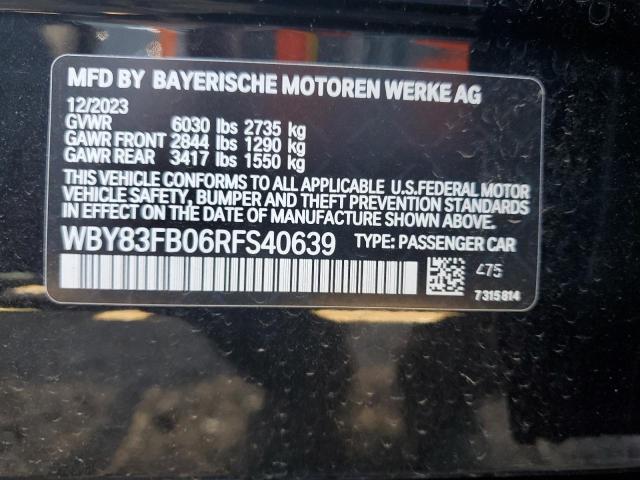 MFD BY BAYERISCHE MOTOREN WERKE AG
12/2023
GVWR 6030 lbs 2735 kg
GAWR FRONT 2844 lbs 1290 kg
GAWR REAR 3417 lbs 1550 kg
THIS VEHICLE CONFORMS TO ALL APPLICABLE U.S.FEDERAL MOTOR
VEHICLE SAFETY, BUMPER AND THEFT PREVENTION STANDARDS
IN EFFECT ON THE DATE OF MANUFACTURE SHOWN ABOVE.
WBY83FB06RFS40639 TYPE: PASSENGER CAR
475
7315814